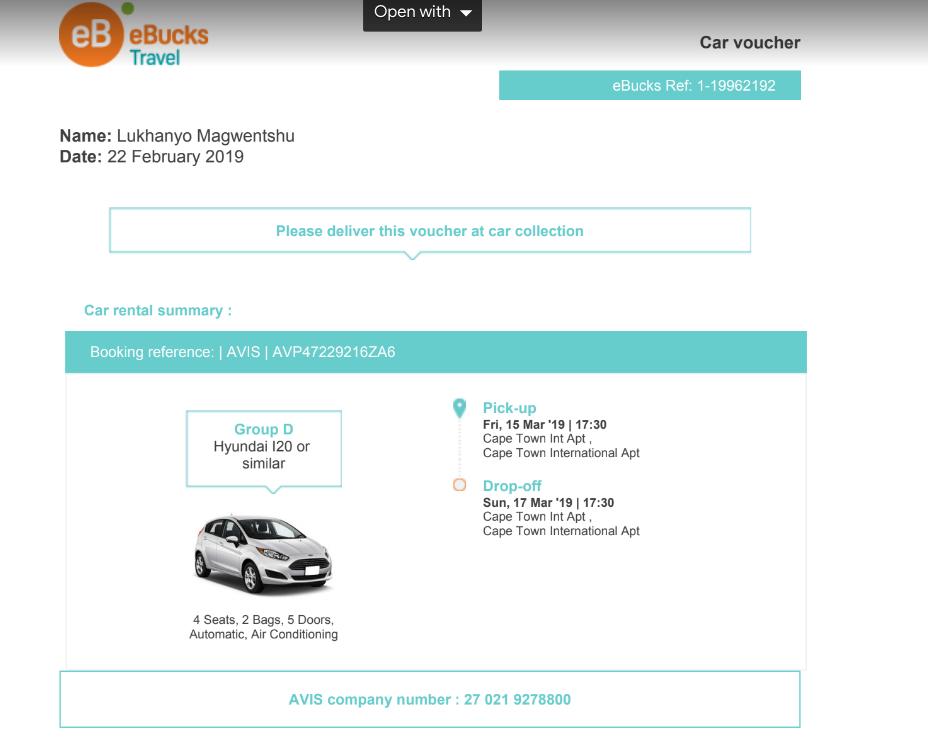 Open with
eB eBucks
Travel
Car voucher
eBucks Ref: 1-19962192
Name: Lukhanyo Magwentshu
Date: 22 February 2019
Please deliver this voucher at car collection
Car rental summary :
Booking reference: | AVIS | AVP47229216ZA6
Group D
Hyundai I20 or
similar
4 Seats, 2 Bags, 5 Doors,
Automatic, Air Conditioning
Pick-up
Fri, 15 Mar '19 | 17:30
Cape Town Int Apt ,
Cape Town International Apt
Drop-off
Sun, 17 Mar '19 | 17:30
Cape Town Int Apt ,
Cape Town International Apt
AVIS company number : 27 021 9278800